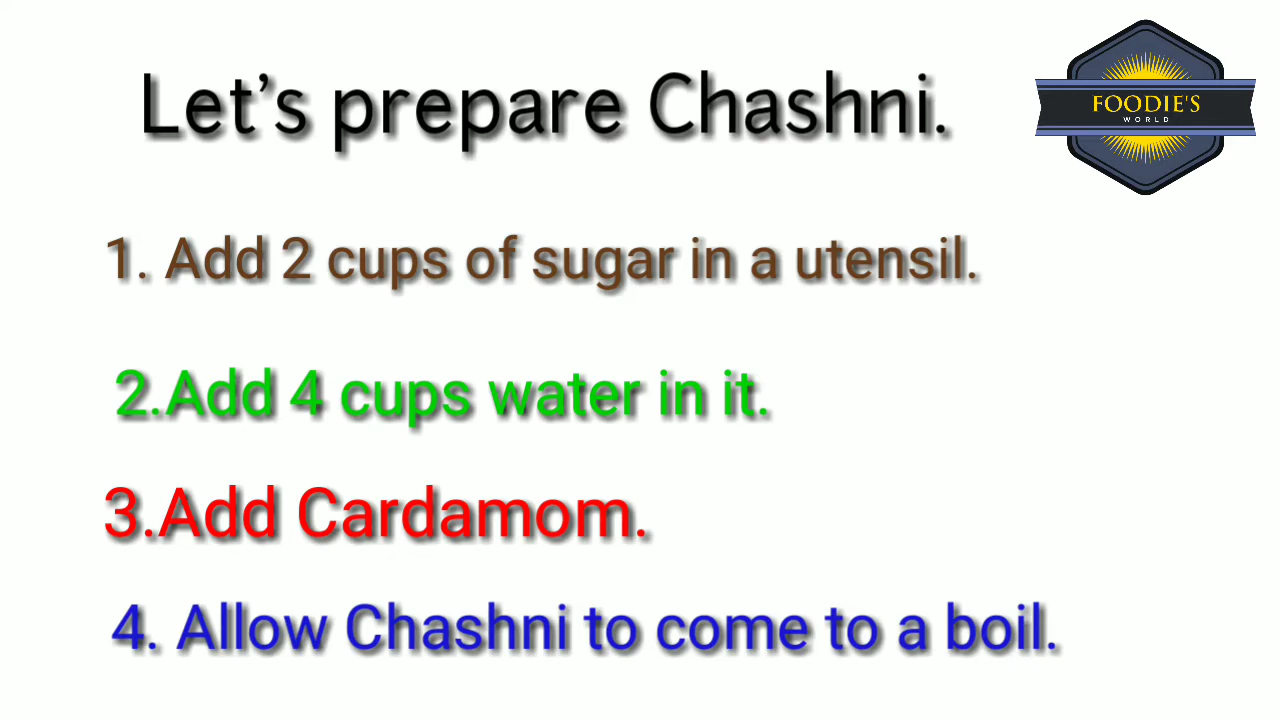 Let's prepare Chashni.
FOODIE'S
WORLD
1. Add 2 cups of sugar in a utensil.
2.Add 4 cups water in it.
3.Add Cardamom.
4. Allow Chashni to come to a boil.